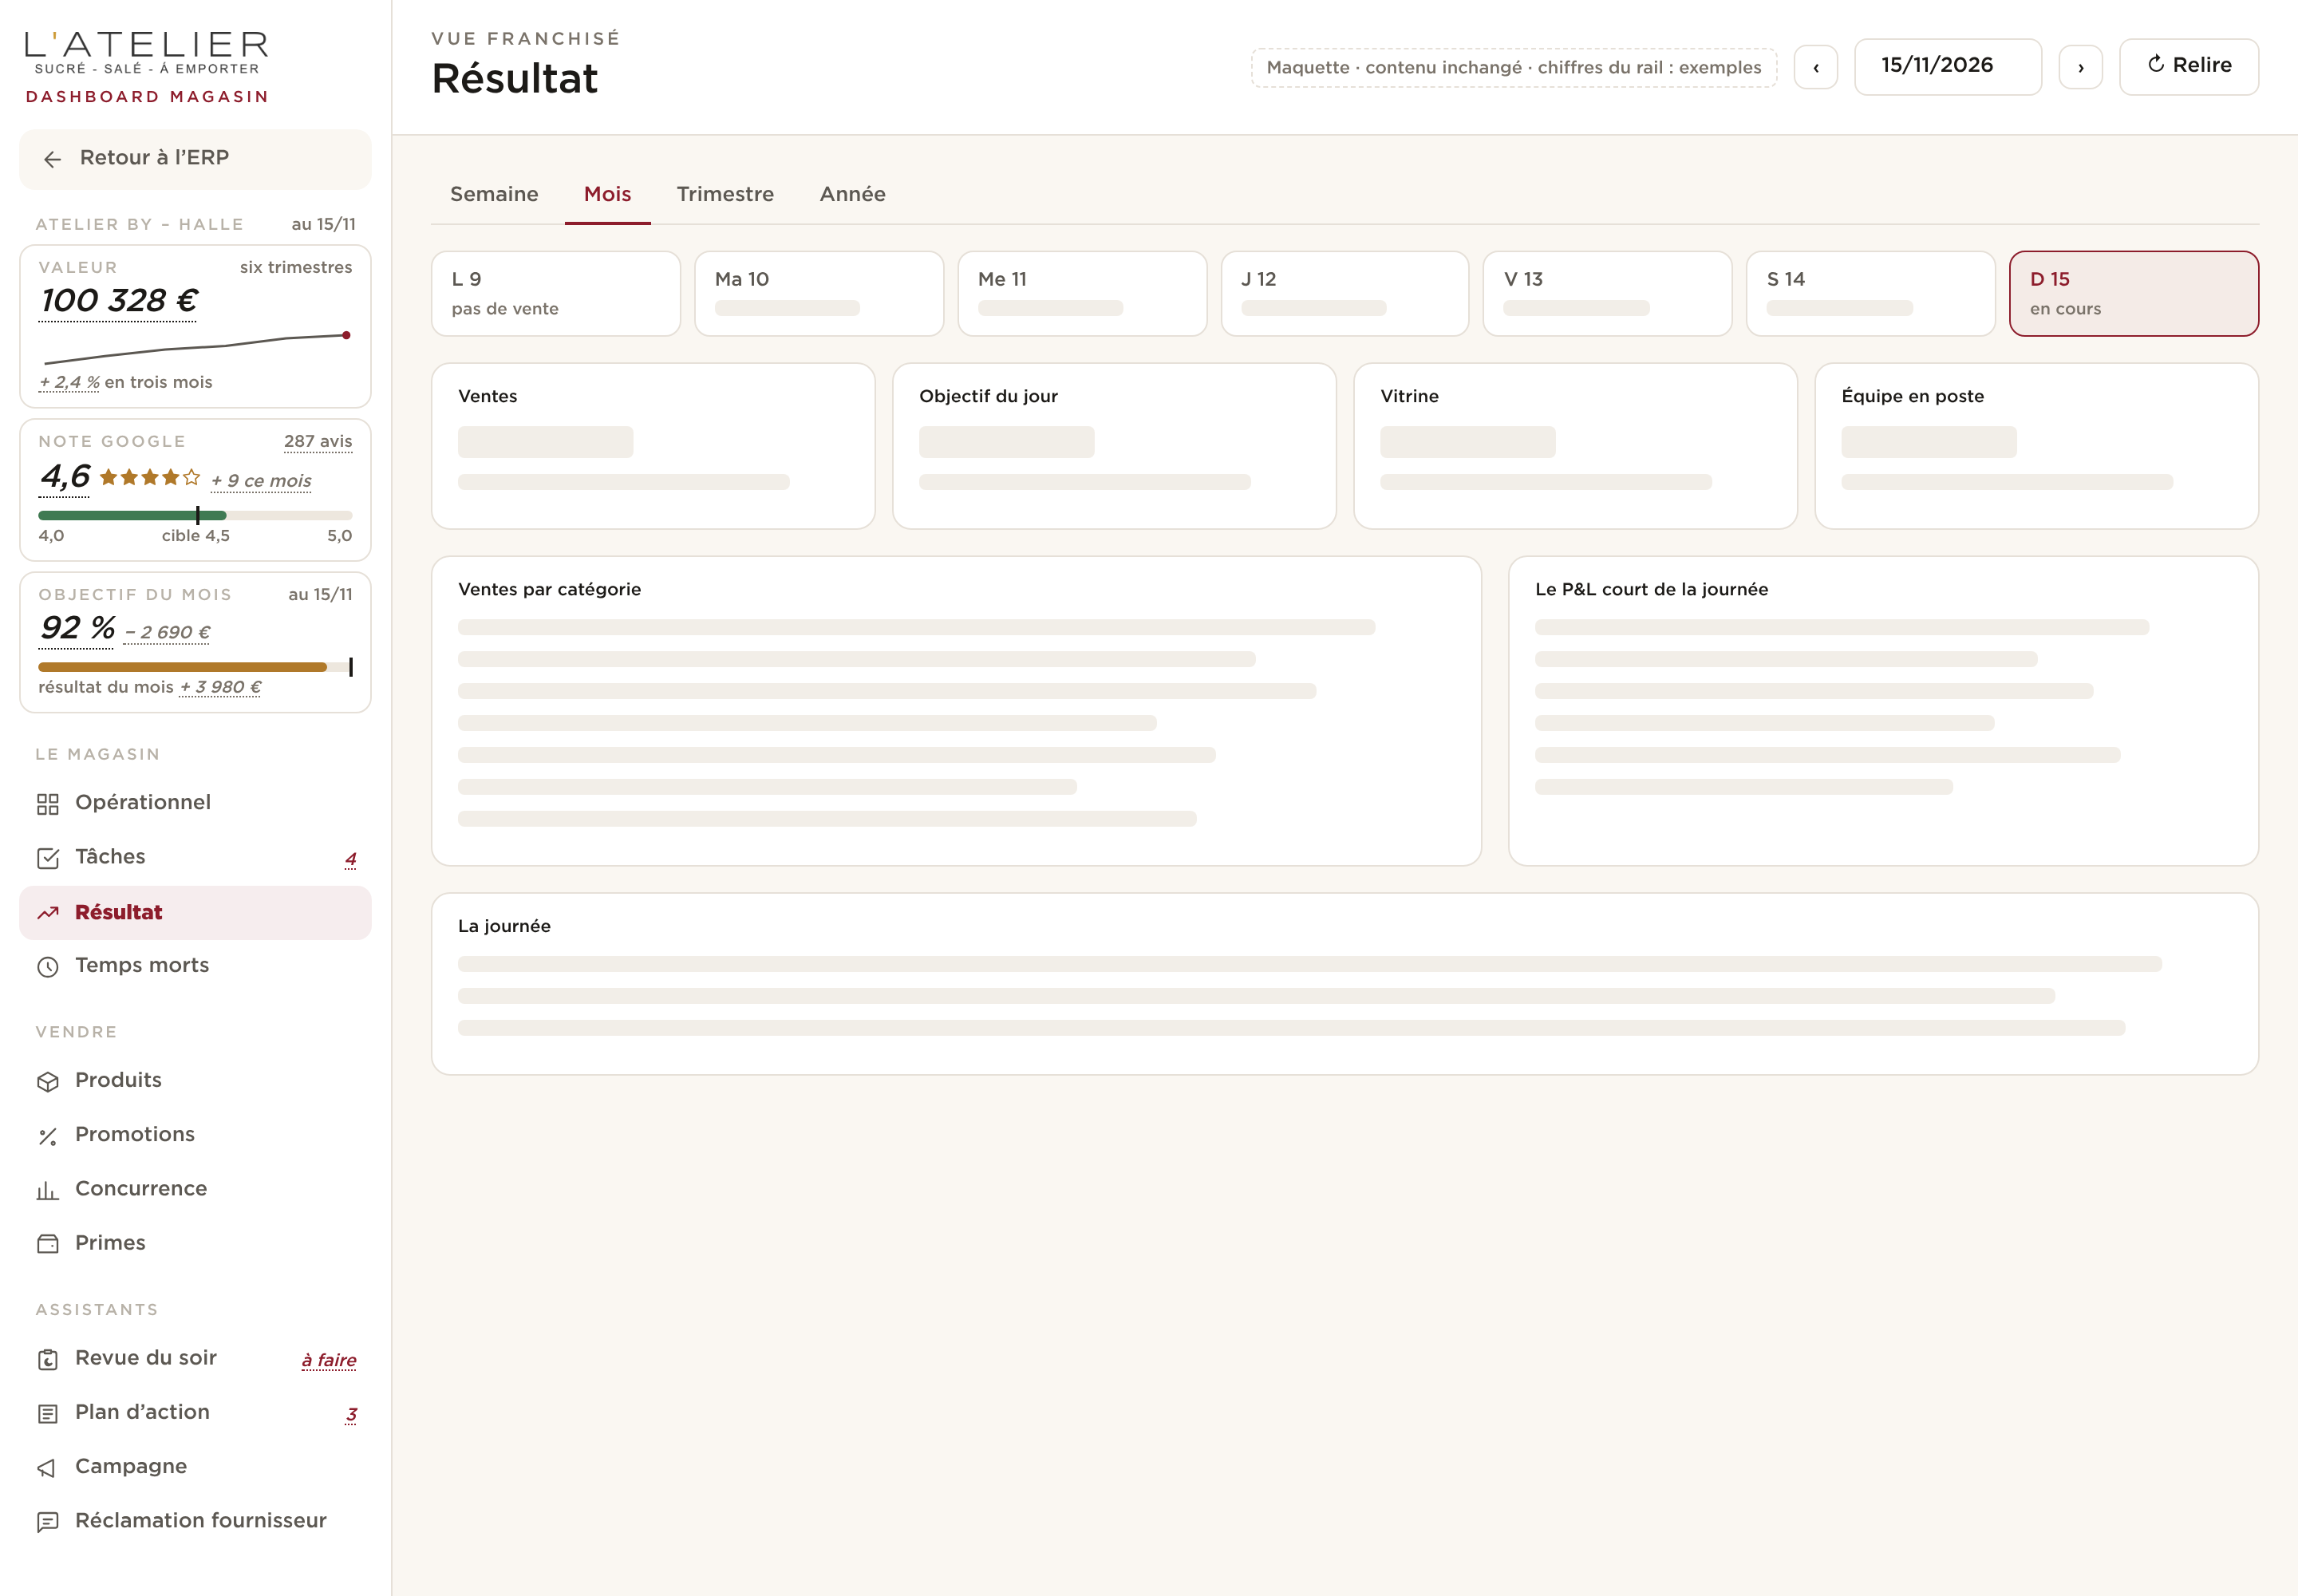 L'ATELIER
SUCRÉ - SALÉ - À EMPORTER
DASHBOARD MAGASIN
Retour à l’ERP
ATELIER BY – HALLE au 15/11
VALEUR six trimestres
100 328 €
+ 2,4 % en trois mois
NOTE GOOGLE 287 avis
4,6 + 9 ce mois
4,0 cible 4,5 5,0
OBJECTIF DU MOIS au 15/11
92 % – 2 690 €
résultat du mois + 3 980 €
LE MAGASIN
Opérationnel
Tâches 4
Résultat
Temps morts
VENDRE
Produits
Promotions
Concurrence
Primes
ASSISTANTS
Revue du soir à faire
Plan d’action 3
Campagne
Réclamation fournisseur
VUE FRANCHISÉ
Résultat
Maquette · contenu inchangé · chiffres du rail : exemples ‹ 15/11/2026 › Relire
Semaine Mois Trimestre Année
L 9 Ma 10 Me 11 J 12 V 13 S 14 D 15
pas de vente en cours
Ventes Objectif du jour Vitrine Équipe en poste
Ventes par catégorie Le P&L court de la journée
La journée